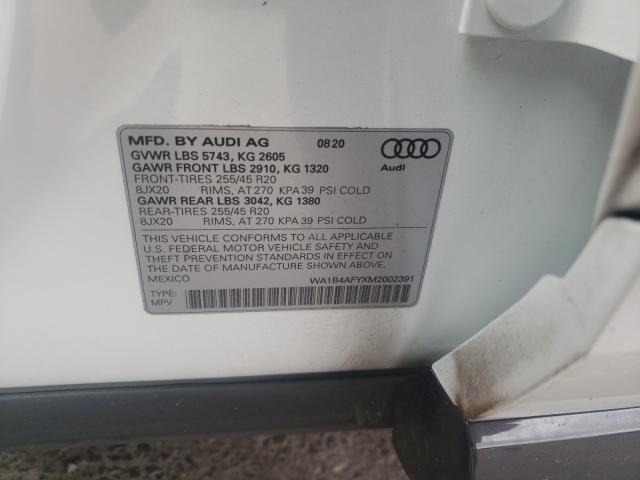 MFD. BY AUDI AG 08 20
GVWR LBS 5743, KG 2605
GAWR FRONT LBS 2910, KG 1320
FRONT-TIRES 255/45 R20
8JX20 RIMS, AT 270 KPA 39 PSI COLD
GAWR REAR LBS 3042, KG 1380
REAR-TIRES 255/45 R20
8JX20 RIMS, AT 270 KPA 39 PSI COLD
Audi
THIS VEHICLE CONFORMS TO ALL APPLICABLE
U.S. FEDERAL MOTOR VEHICLE SAFETY AND
THEFT PREVENTION STANDARDS IN EFFECT ON
THE DATE OF MANUFACTURE SHOWN ABOVE.
MEXICO WA1B4AFYXM2002391
TYPE:
MPV